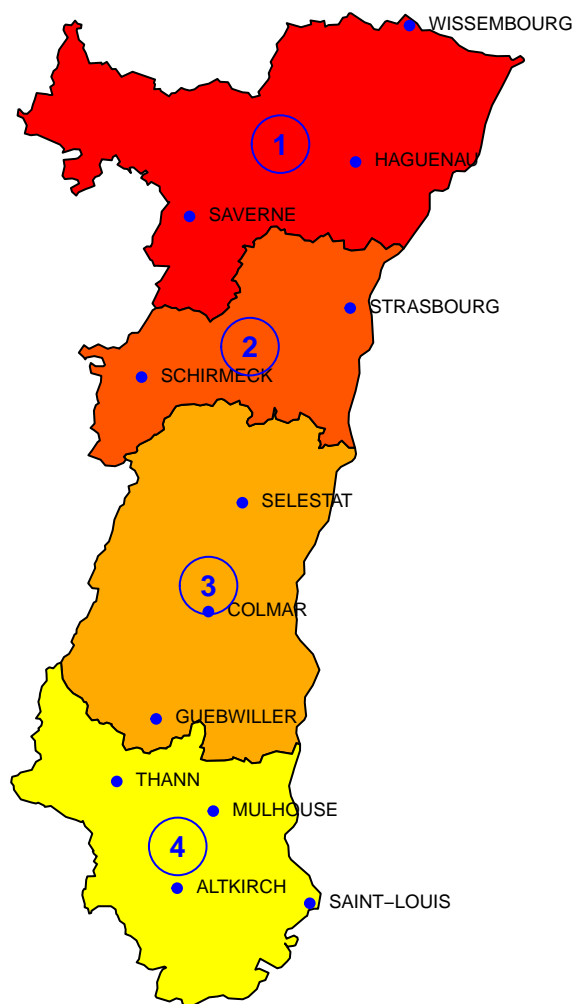 WISSEMBOURG
1
HAGUENAU
SAVERNE
STRASBOURG
2
SCHIRMECK
SELESTAT
3
COLMAR
GUEBWILLER
THANN
MULHOUSE
4
ALTKIRCH
SAINT−LOUIS